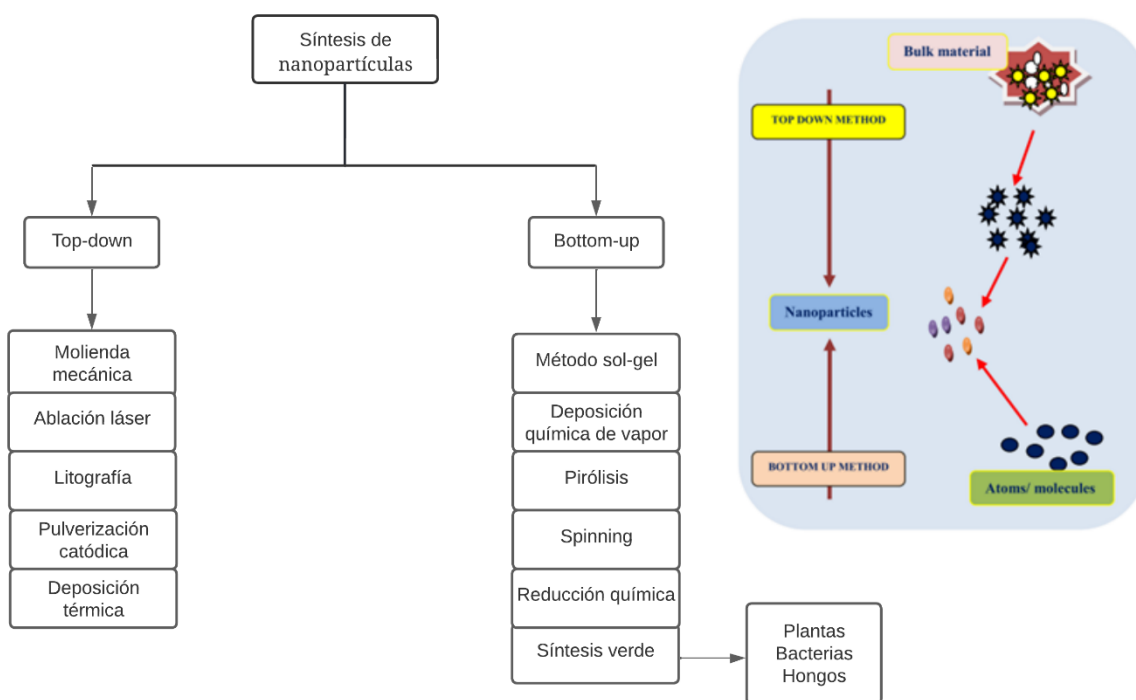 Síntesis de
nanopartículas
Top-down
Bottom-up
Molienda
mecánica
Ablación láser
Litografía
Pulverización
catódica
Deposición
térmica
Método sol-gel
Deposición
química de vapor
Pirólisis
Spinning
Reducción química
Síntesis verde
Plantas
Bacterias
Hongos
Bulk material
TOP DOWN METHOD
Nanoparticles
BOTTOM UP METHOD
Atoms/ molecules